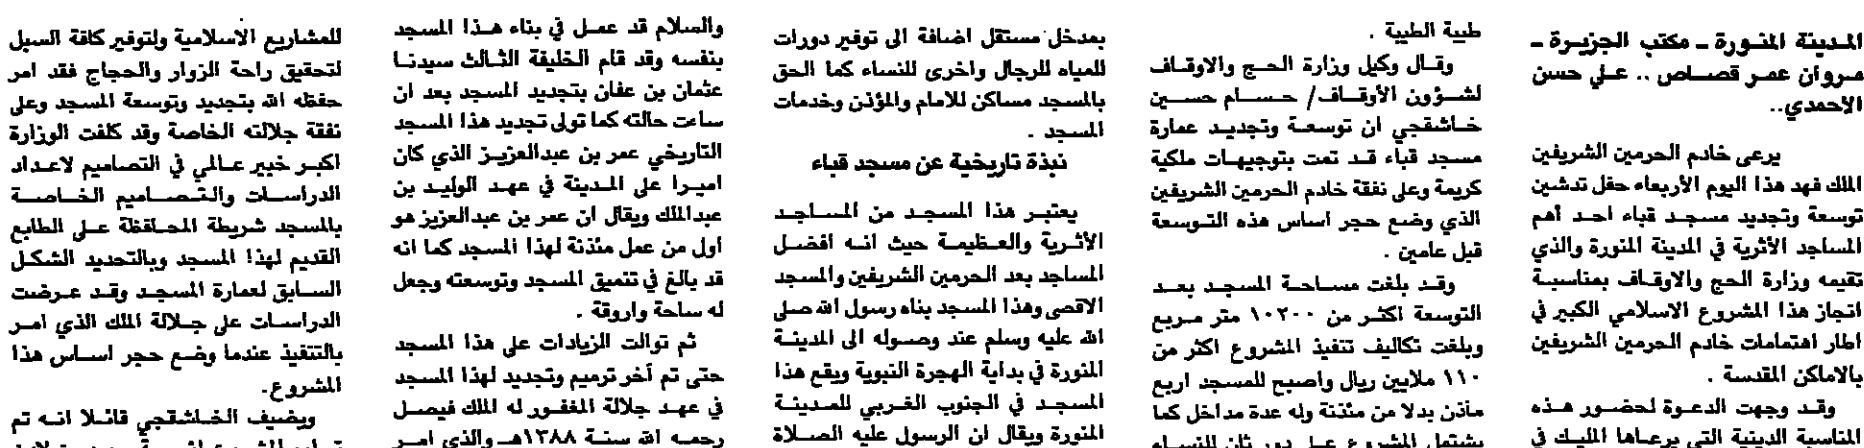 المدينة المنورة ـ مكتب الجزيرة ـ
مروان عمر قصاص .. علي حسن
الاحمدي..
يرعى خادم الحرمين الشريفين
الملك فهد هذا اليوم الأربعاء حفل تدشين
توسعة وتجديد مسجد قباء احد أهم
المساجد الأثرية في المدينة المنورة والذي
تقيمه وزارة الحج والاوقاف بمناسبة
انجاز هذا المشروع الاسلامي الكبير في
اطار اهتمامات خادم الحرمين الشريفين
بالاماكن المقدسة .
وقد وجهت الدعوة لحضور هذه
المناسبة الدينية التي يرعاها المليك في
طيبة الطيبة .
وقال وكيل وزارة الحج والاوقاف
لشؤون الأوقاف/ حسام حسين
خاشقجي ان توسعة وتجديد عمارة
مسجد قباء قد تمت بتوجيهات ملكية
كريمة وعلى نفقة خادم الحرمين الشريفين
الذي وضع حجر اساس هذه التوسعة
قبل عامين .
وقد بلغت مساحة المسجد بعد
التوسعة اكثر من ١٠٢٠٠ متر مربع
وبلغت تكاليف تنفيذ المشروع اكثر من
١١٠ ملايين ريال واصبح للمسجد اربع
مآذن بدلا من مئذنة وله عدة مداخل كما
يشتمل المشروع على دور ثان للنساء
بمدخل مستقل اضافة الى توفير دورات
للمياه للرجال واخرى للنساء كما الحق
بالمسجد مساكن للامام والمؤذن وخدمات
المسجد .
نبذة تاريخية عن مسجد قباء
يعتبر هذا المسجد من المساجد
الأثرية والعظيمة حيث انه افضل
المساجد بعد الحرمين الشريفين والمسجد
الاقصى وهذا المسجد بناه رسول الله صلى
الله عليه وسلم عند وصوله الى المدينة
المنورة في بداية الهجرة النبوية ويقع هذا
المسجد في الجنوب الغربي للمدينة
المنورة ويقال ان الرسول عليه الصلاة
والسلام قد عمل في بناء هذا المسجد
بنفسه وقد قام الخليفة الثالث سيدنا
عثمان بن عفان بتجديد المسجد بعد ان
ساءت حالته كما تولى تجديد هذا المسجد
التاريخي عمر بن عبدالعزيز الذي كان
اميرا على المدينة في عهد الوليد بن
عبدالملك ويقال ان عمر بن عبدالعزيز هو
أول من عمل مئذنة لهذا المسجد كما انه
قد بالغ في تنميق المسجد وتوسعته وجعل
له ساحة واروقة .
ثم توالت الزيادات على هذا المسجد
حتى تم آخر ترميم وتجديد لهذا المسجد
في عهد جلالة المغفور له الملك فيصل
رحمه الله سنة ١٣٨٨هـ والذي امر
للمشاريع الاسلامية ولتوفير كافة السبل
لتحقيق راحة الزوار والحجاج فقد امر
حفظه الله بتجديد وتوسعة المسجد وعلى
نفقة جلالته الخاصة وقد كلفت الوزارة
اكبر خبير عالمي في التصاميم لاعداد
الدراسات والتصاميم الخاصة
بالمسجد شريطة المحافظة على الطابع
القديم لهذا المسجد وبالتحديد الشكل
السابق لعمارة المسجد وقد عرضت
الدراسات على جلالة الملك الذي امر
بالتنفيذ عندما وضع حجر اساس هذا
المشروع.
ويضيف الخاشقجي قائلا انه تم